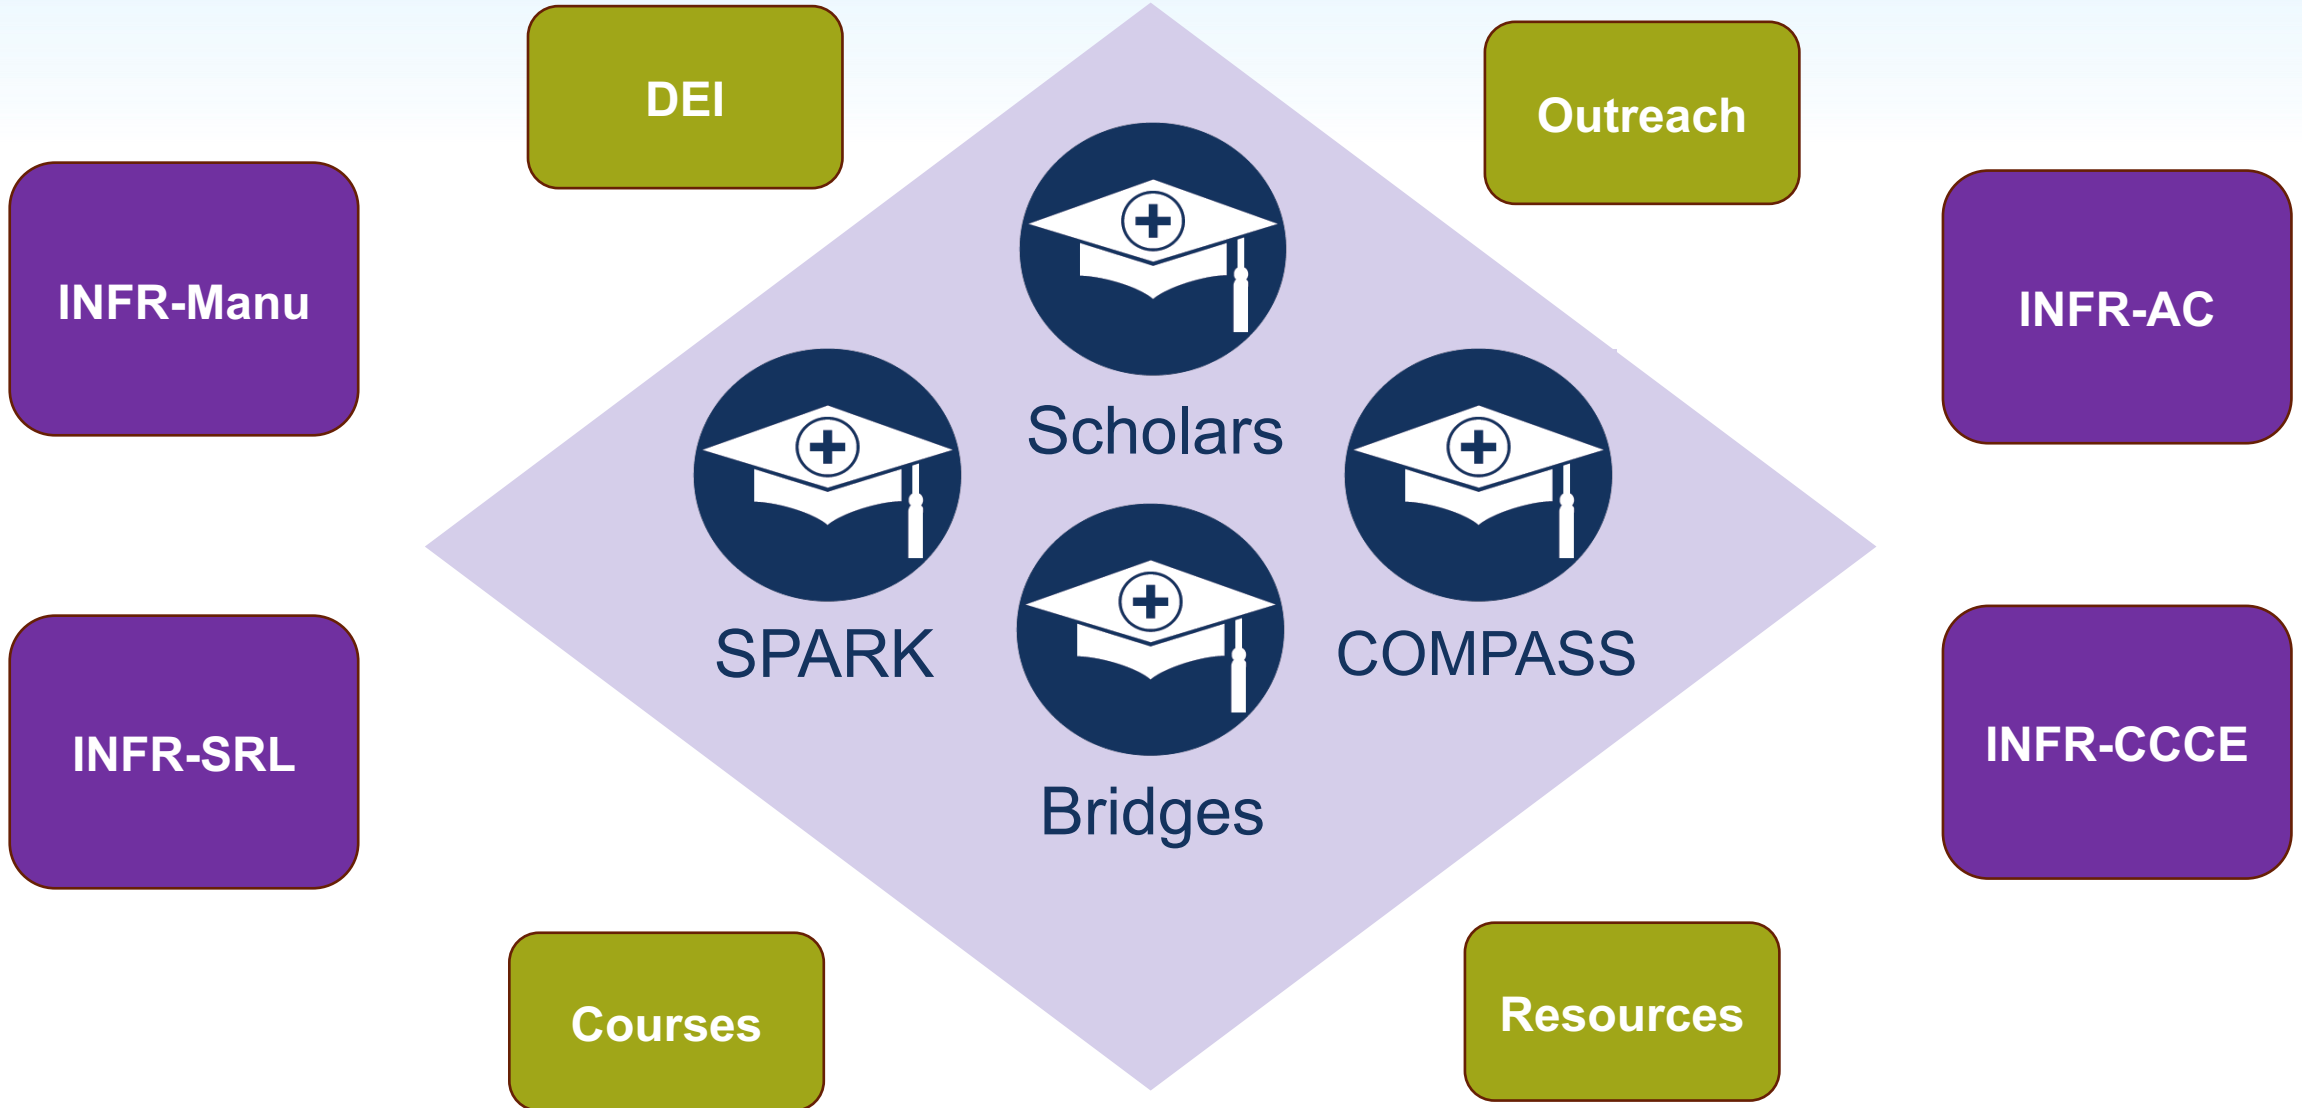 DEI
Outreach
INFR-Manu
INFR-AC
Scholars
SPARK
COMPASS
INFR-SRL
INFR-CCCE
Bridges
Courses
Resources